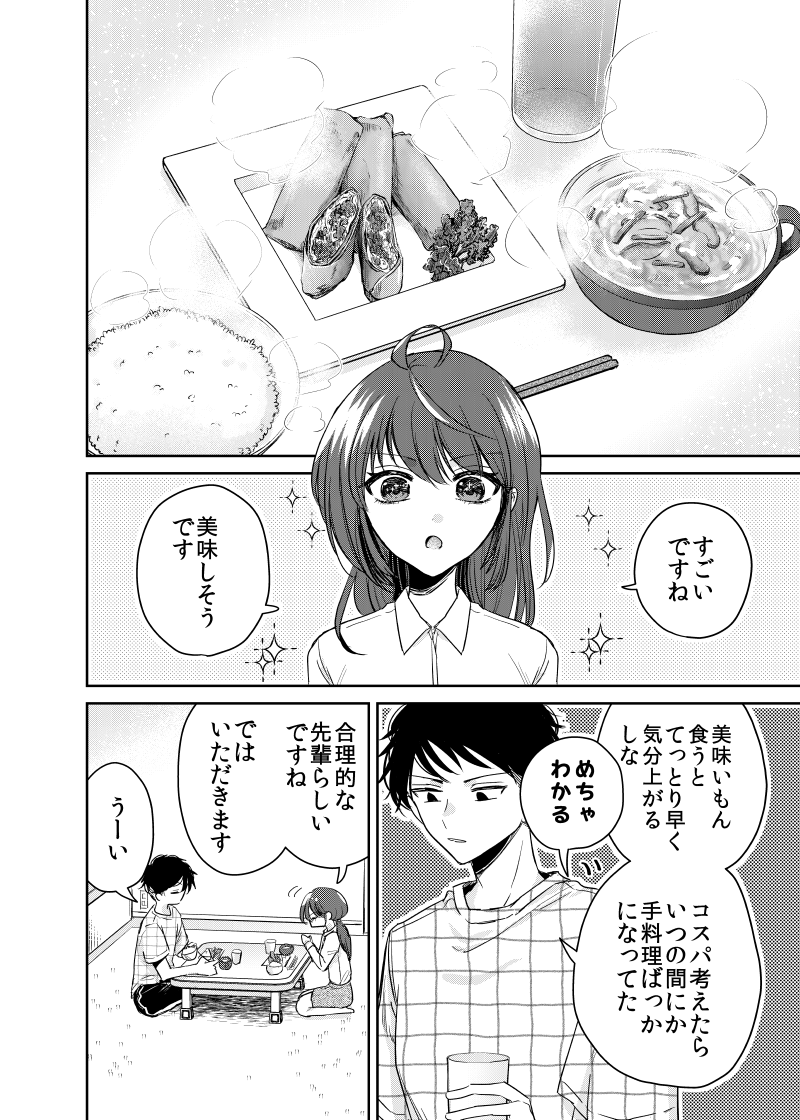 すごい
ですね
美味しそう
です
美味いもん
食うと
てっとり早く
気分上がる
しな
めちゃ
わかる
コスパ考えたら
いつの間にか
手料理ばっか
になってた
合理的な
先輩らしい
ですね
では
いただきます
うーい